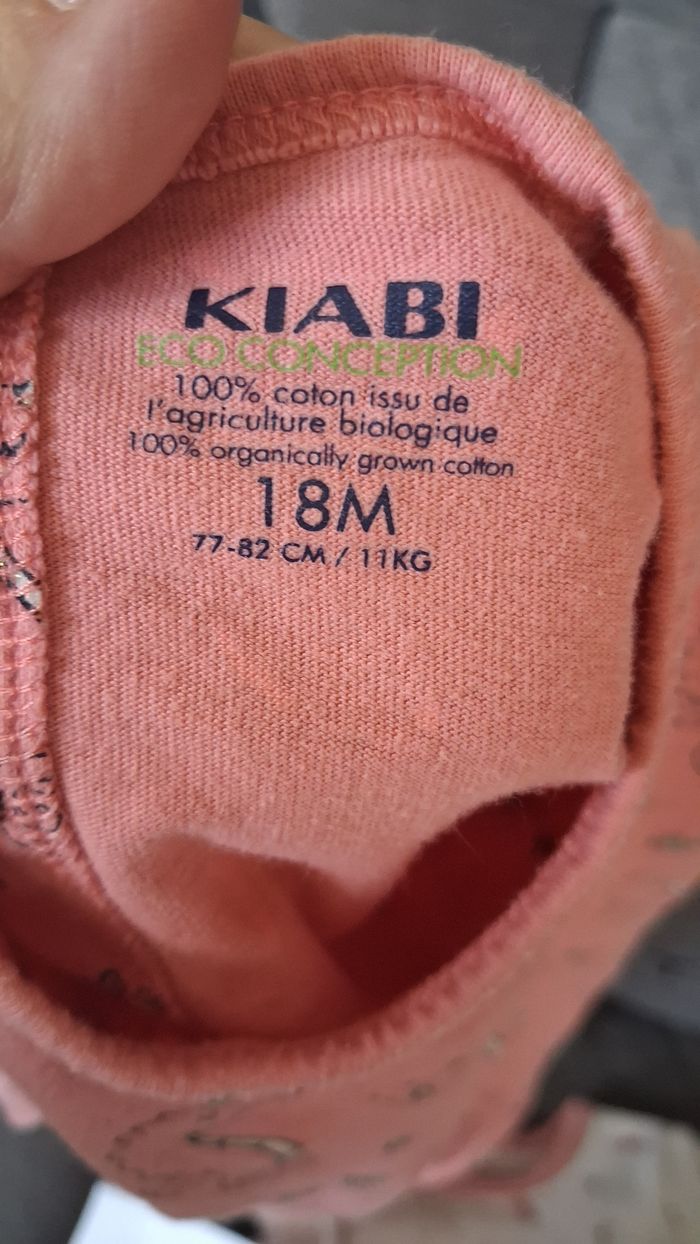 KIABI
ECO CONCEPTION
100% coton issu de
l'agriculture biologique
100% organically grown cotton
18M
77-82 CM / 11KG